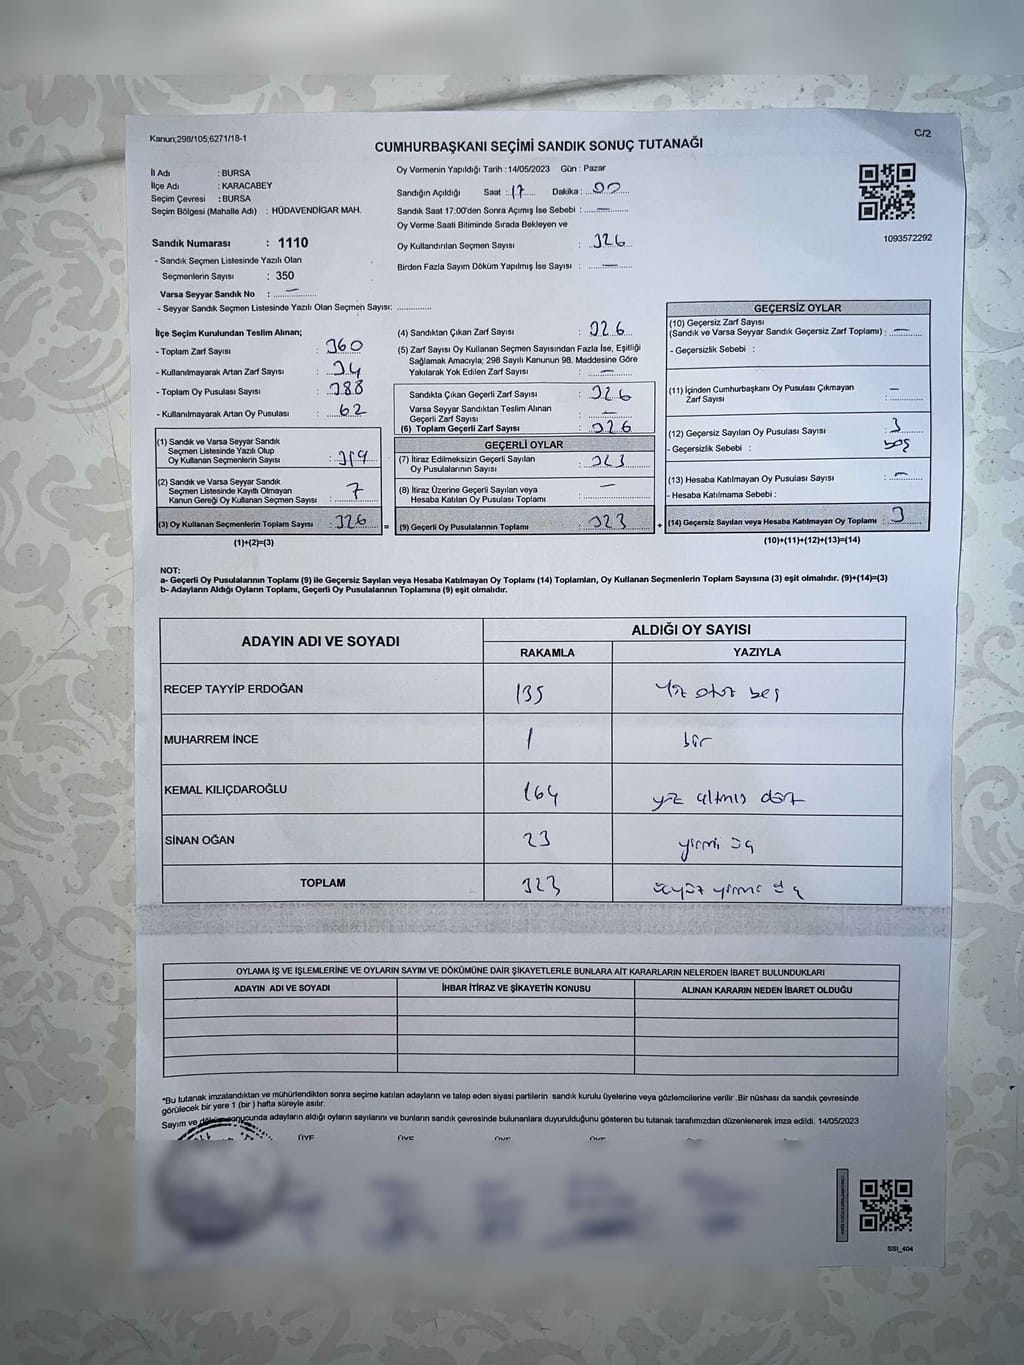 Kanun;298/105,6271/18-1
C/2
CUMHURBAŞKANI SEÇİMİ SANDIK SONUÇ TUTANAĞI
İl Adı : BURSA
İlçe Adı : KARACABEY
Seçim Çevresi : BURSA
Seçim Bölgesi (Mahalle Adı) : HÜDAVENDİGAR MAH.
Sandık Numarası : 1110
- Sandık Seçmen Listesinde Yazılı Olan
Seçmenlerin Sayısı : 350
Varsa Seyyar Sandık No : —
- Seyyar Sandık Seçmen Listesinde Yazılı Olan Seçmen Sayısı: ............
Oy Vermenin Yapıldığı Tarih :14/05/2023 Gün : Pazar
Sandığın Açıldığı Saat : 17 Dakika : 00
Sandık Saat 17:00'den Sonra Açımış İse Sebebi : —
Oy Verme Saati Bitiminde Sırada Bekleyen ve
Oy Kullandırılan Seçmen Sayısı : 326
Birden Fazla Sayım Döküm Yapılmış İse Sayısı : —
1093572292
İlçe Seçim Kurulundan Teslim Alınan;
- Toplam Zarf Sayısı : 360
- Kullanılmayarak Artan Zarf Sayısı : 34
- Toplam Oy Pusulası Sayısı : 388
- Kullanılmayarak Artan Oy Pusulası : 62
(1) Sandık ve Varsa Seyyar Sandık
Seçmen Listesinde Yazılı Olup
Oy Kullanan Seçmenlerin Sayısı : 319
(2) Sandık ve Varsa Seyyar Sandık
Seçmen Listesinde Kayıtlı Olmayan
Kanun Gereği Oy Kullanan Seçmen Sayısı : 7
(3) Oy Kullanan Seçmenlerin Toplam Sayısı : 326
(1)+(2)=(3)
(4) Sandıktan Çıkan Zarf Sayısı : 326
(5) Zarf Sayısı Oy Kullanan Seçmen Sayısından Fazla İse, Eşitliği
Sağlamak Amacıyla; 298 Sayılı Kanunun 98. Maddesine Göre
Yakılarak Yok Edilen Zarf Sayısı : —
Sandıkta Çıkan Geçerli Zarf Sayısı : 326
Varsa Seyyar Sandıktan Teslim Alınan
Geçerli Zarf Sayısı : —
(6) Toplam Geçerli Zarf Sayısı : 326
GEÇERLİ OYLAR
(7) İtiraz Edilmeksizin Geçerli Sayılan
Oy Pusulalarının Sayısı : 323
(8) İtiraz Üzerine Geçerli Sayılan veya
Hesaba Katılan Oy Pusulası Toplamı : —
= (9) Geçerli Oy Pusulalarının Toplamı : 323
GEÇERSİZ OYLAR
(10) Geçersiz Zarf Sayısı
(Sandık ve Varsa Seyyar Sandık Geçersiz Zarf Toplamı) : —
- Geçersizlik Sebebi :
(11) İçinden Cumhurbaşkanı Oy Pusulası Çıkmayan
Zarf Sayısı : —
(12) Geçersiz Sayılan Oy Pusulası Sayısı : 3
- Geçersizlik Sebebi : boş
(13) Hesaba Katılmayan Oy Pusulası Sayısı : —
- Hesaba Katılmama Sebebi :
+ (14) Geçersiz Sayılan veya Hesaba Katılmayan Oy Toplamı : 3
(10)+(11)+(12)+(13)=(14)
NOT:
a- Geçerli Oy Pusulalarının Toplamı (9) ile Geçersiz Sayılan veya Hesaba Katılmayan Oy Toplamı (14) Toplamları, Oy Kullanan Seçmenlerin Toplam Sayısına (3) eşit olmalıdır. (9)+(14)=(3)
b- Adayların Aldığı Oyların Toplamı, Geçerli Oy Pusulalarının Toplamına (9) eşit olmalıdır.
ADAYIN ADI VE SOYADI ALDIĞI OY SAYISI
RAKAMLA YAZIYLA
RECEP TAYYİP ERDOĞAN 135 yüz otuz beş
MUHARREM İNCE 1 bir
KEMAL KILIÇDAROĞLU 164 yüz altmış dört
SİNAN OĞAN 23 yirmi üç
TOPLAM 323 üçyüz yirmi üç
OYLAMA İŞ VE İŞLEMLERİNE VE OYLARIN SAYIM VE DÖKÜMÜNE DAİR ŞİKAYETLERLE BUNLARA AİT KARARLARIN NELERDEN İBARET BULUNDUKLARI
ADAYIN ADI VE SOYADI İHBAR İTİRAZ VE ŞİKAYETİN KONUSU ALINAN KARARIN NEDEN İBARET OLDUĞU
*Bu tutanak imzalandıktan ve mühürlendikten sonra seçime katılan adayların ve talep eden siyasi partilerin sandık kurulu üyelerine veya gözlemcilerine verilir .Bir nüshası da sandık çevresinde
görülecek bir yere 1 (bir ) hafta süreyle asılır.
Sayım ve döküm sonucunda adayların aldığı oyların sayılarını ve bunların sandık çevresinde bulunanlara duyurulduğunu gösteren bu tutanak tarafımızdan düzenlenerek imza edildi. 14/05/2023
ÜYE ÜYE ÜYE ÜYE
SSI_404